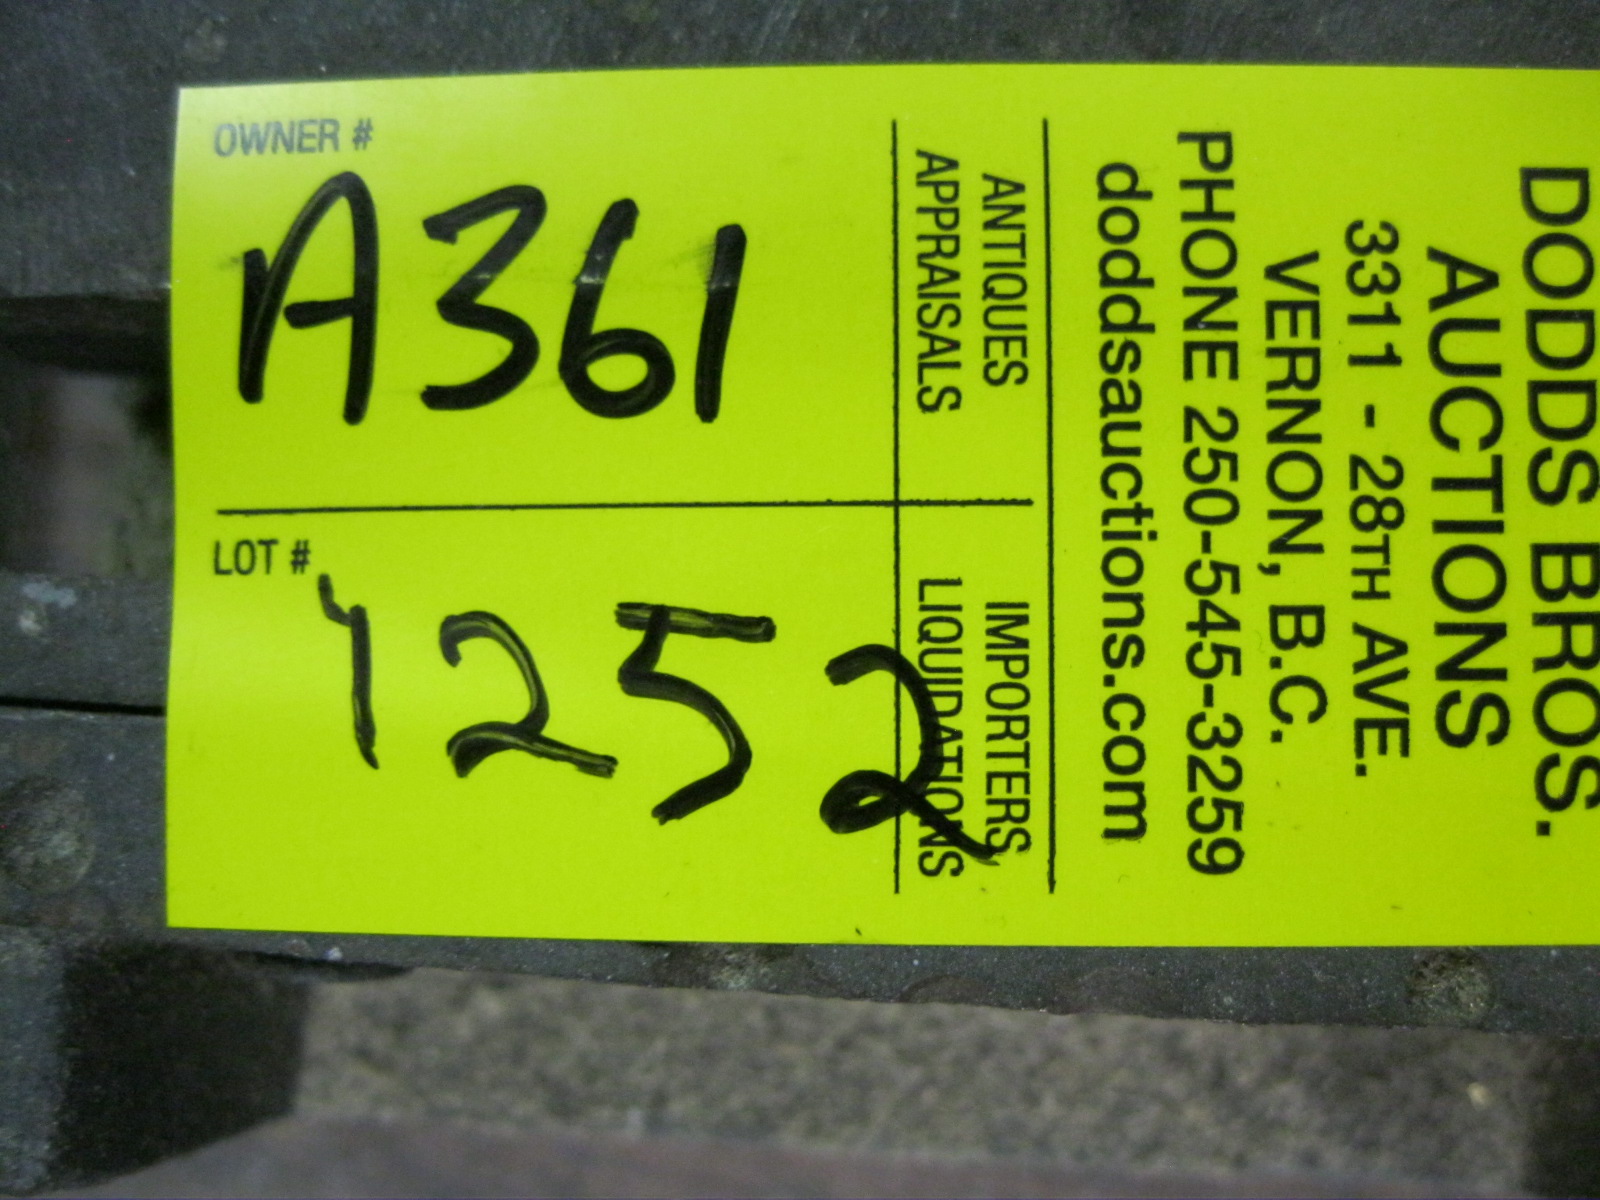 DODDS BROS.
AUCTIONS
3311 - 28TH AVE.
VERNON, B.C.
PHONE 250-545-3259
doddsauctions.com
ANTIQUES IMPORTERS
APPRAISALS LIQUIDATIONS
OWNER #
A361
LOT #
1252